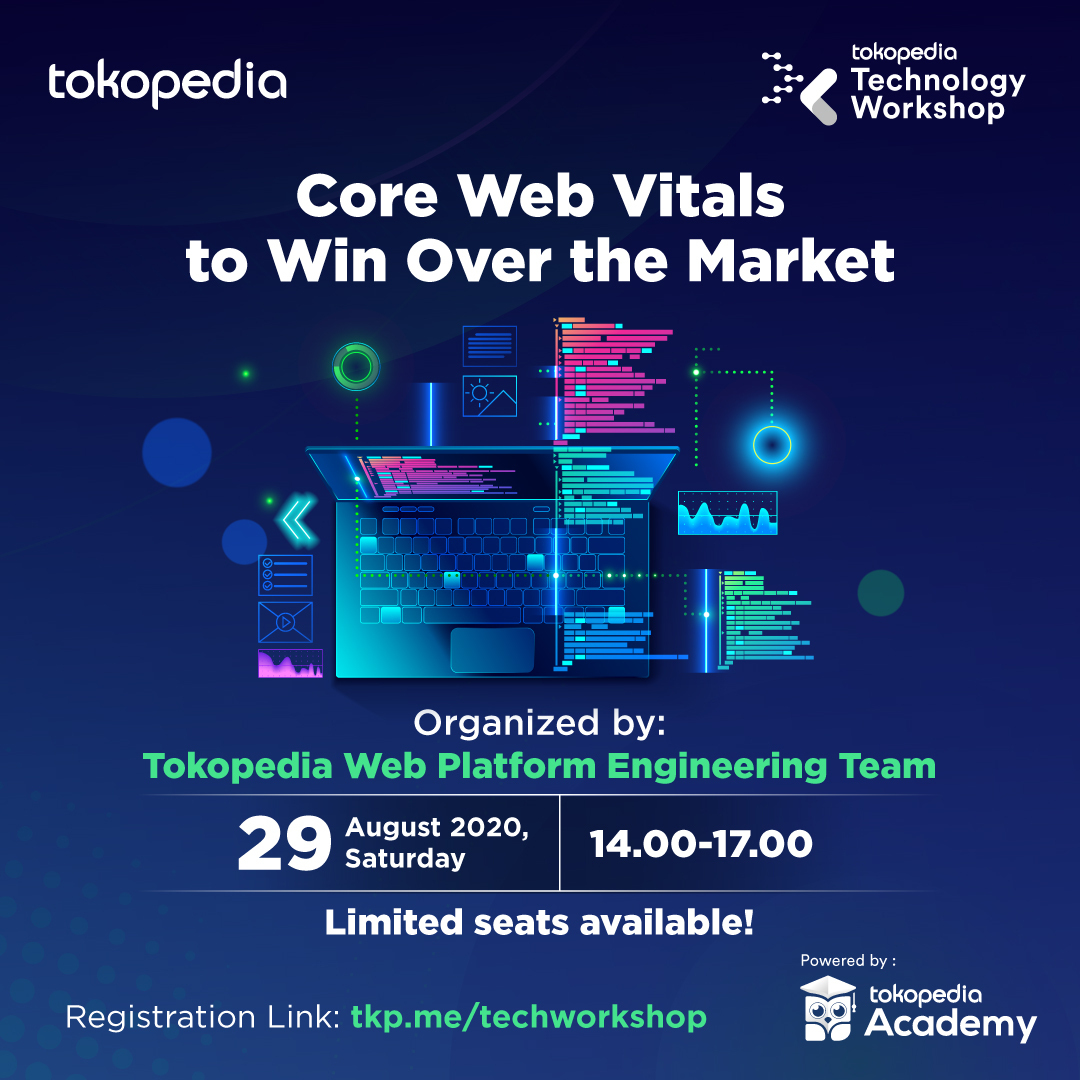 tokopedia
tokopedia
Technology
Workshop
Core Web Vitals
to Win Over the Market
Organized by:
Tokopedia Web Platform Engineering Team
29 August 2020,
Saturday
14.00-17.00
Limited seats available!
Powered by :
tokopedia
Academy
Registration Link: tkp.me/techworkshop